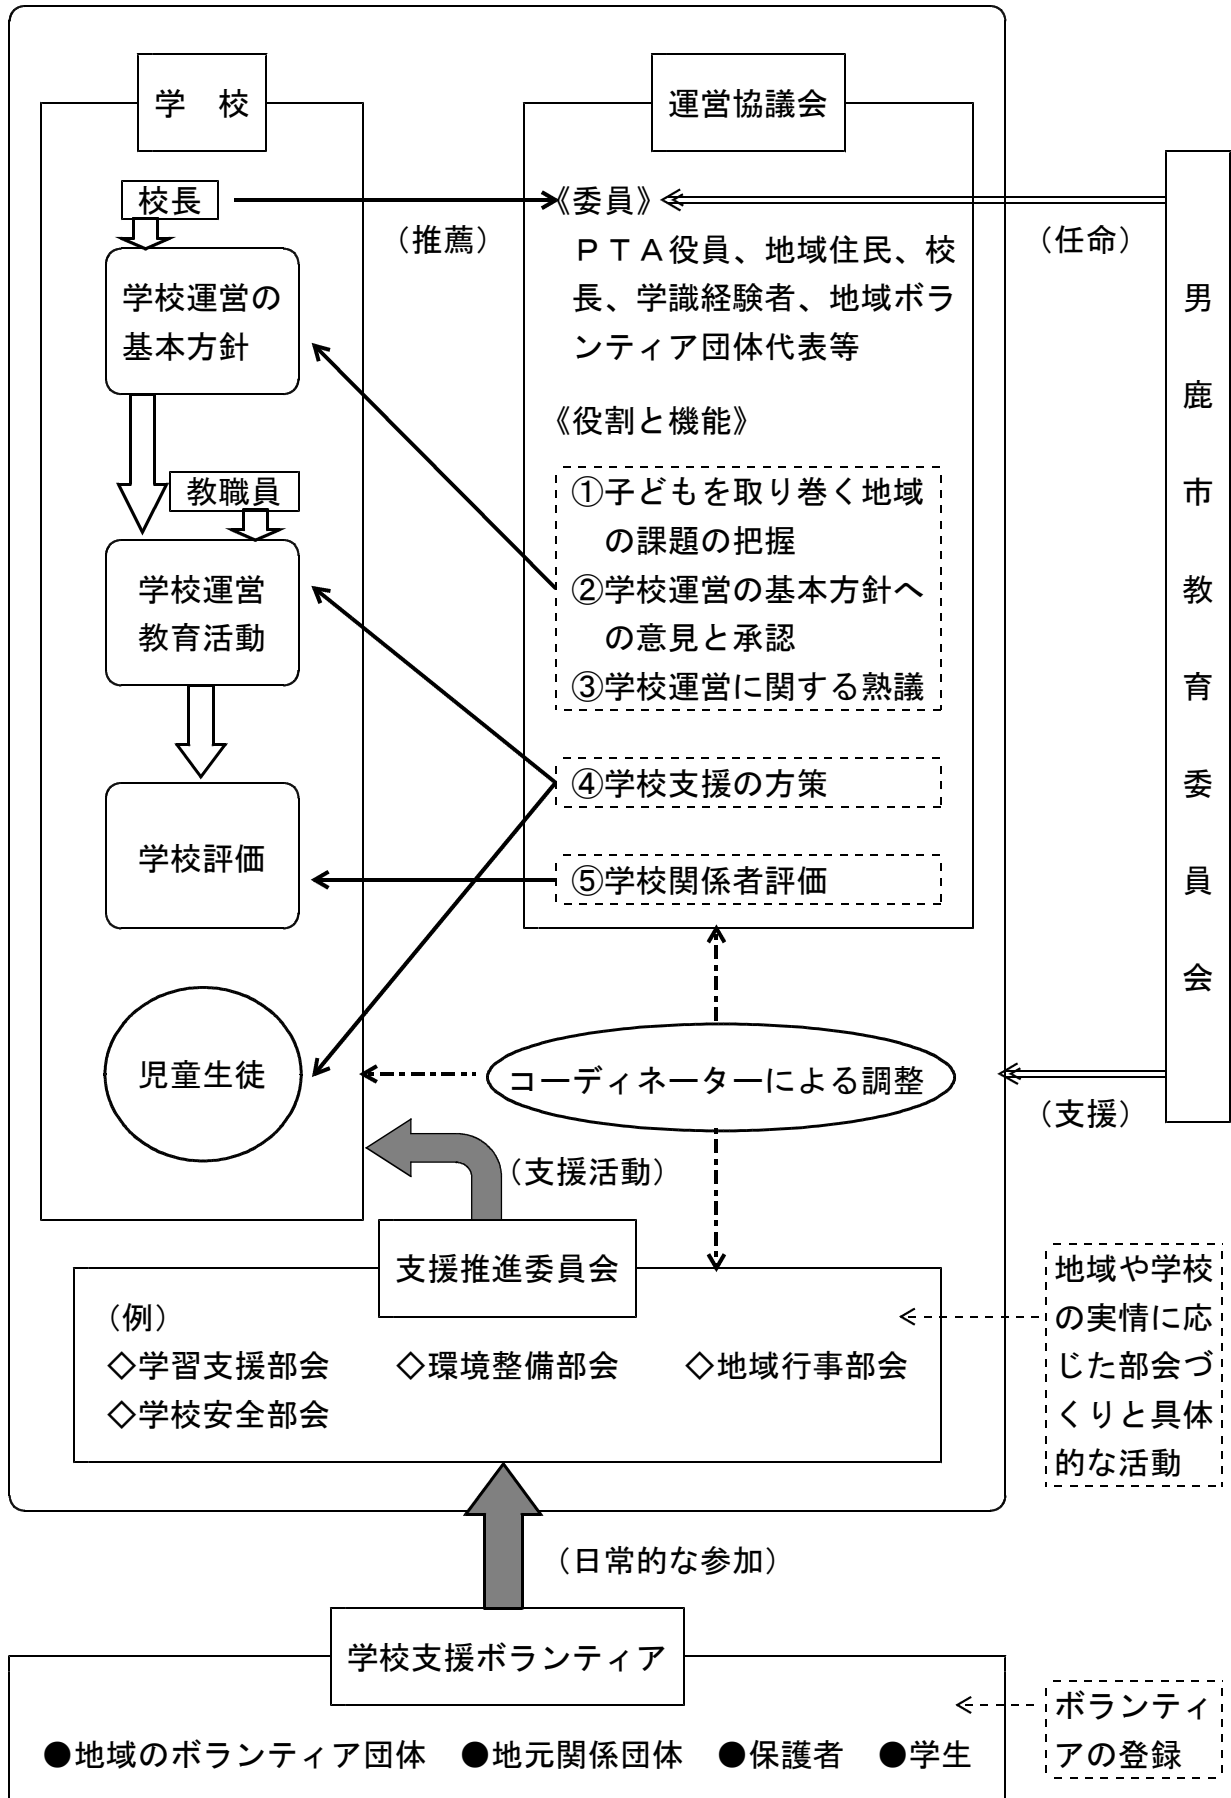 学　校
校長
学校運営の
基本方針
教職員
学校運営
教育活動
学校評価
児童生徒
（推薦）
運営協議会
《委員》
ＰＴＡ役員、地域住民、校
長、学識経験者、地域ボラ
ンティア団体代表等
《役割と機能》
①子どもを取り巻く地域
の課題の把握
②学校運営の基本方針へ
の意見と承認
③学校運営に関する熟議
④学校支援の方策
⑤学校関係者評価
（任命）
男鹿市教育委員会
コーディネーターによる調整
（支援）
（支援活動）
支援推進委員会
（例）
◇学習支援部会　◇環境整備部会　◇地域行事部会
◇学校安全部会
地域や学校
の実情に応
じた部会づ
くりと具体
的な活動
（日常的な参加）
学校支援ボランティア
●地域のボランティア団体　●地元関係団体　●保護者　●学生
ボランティ
アの登録